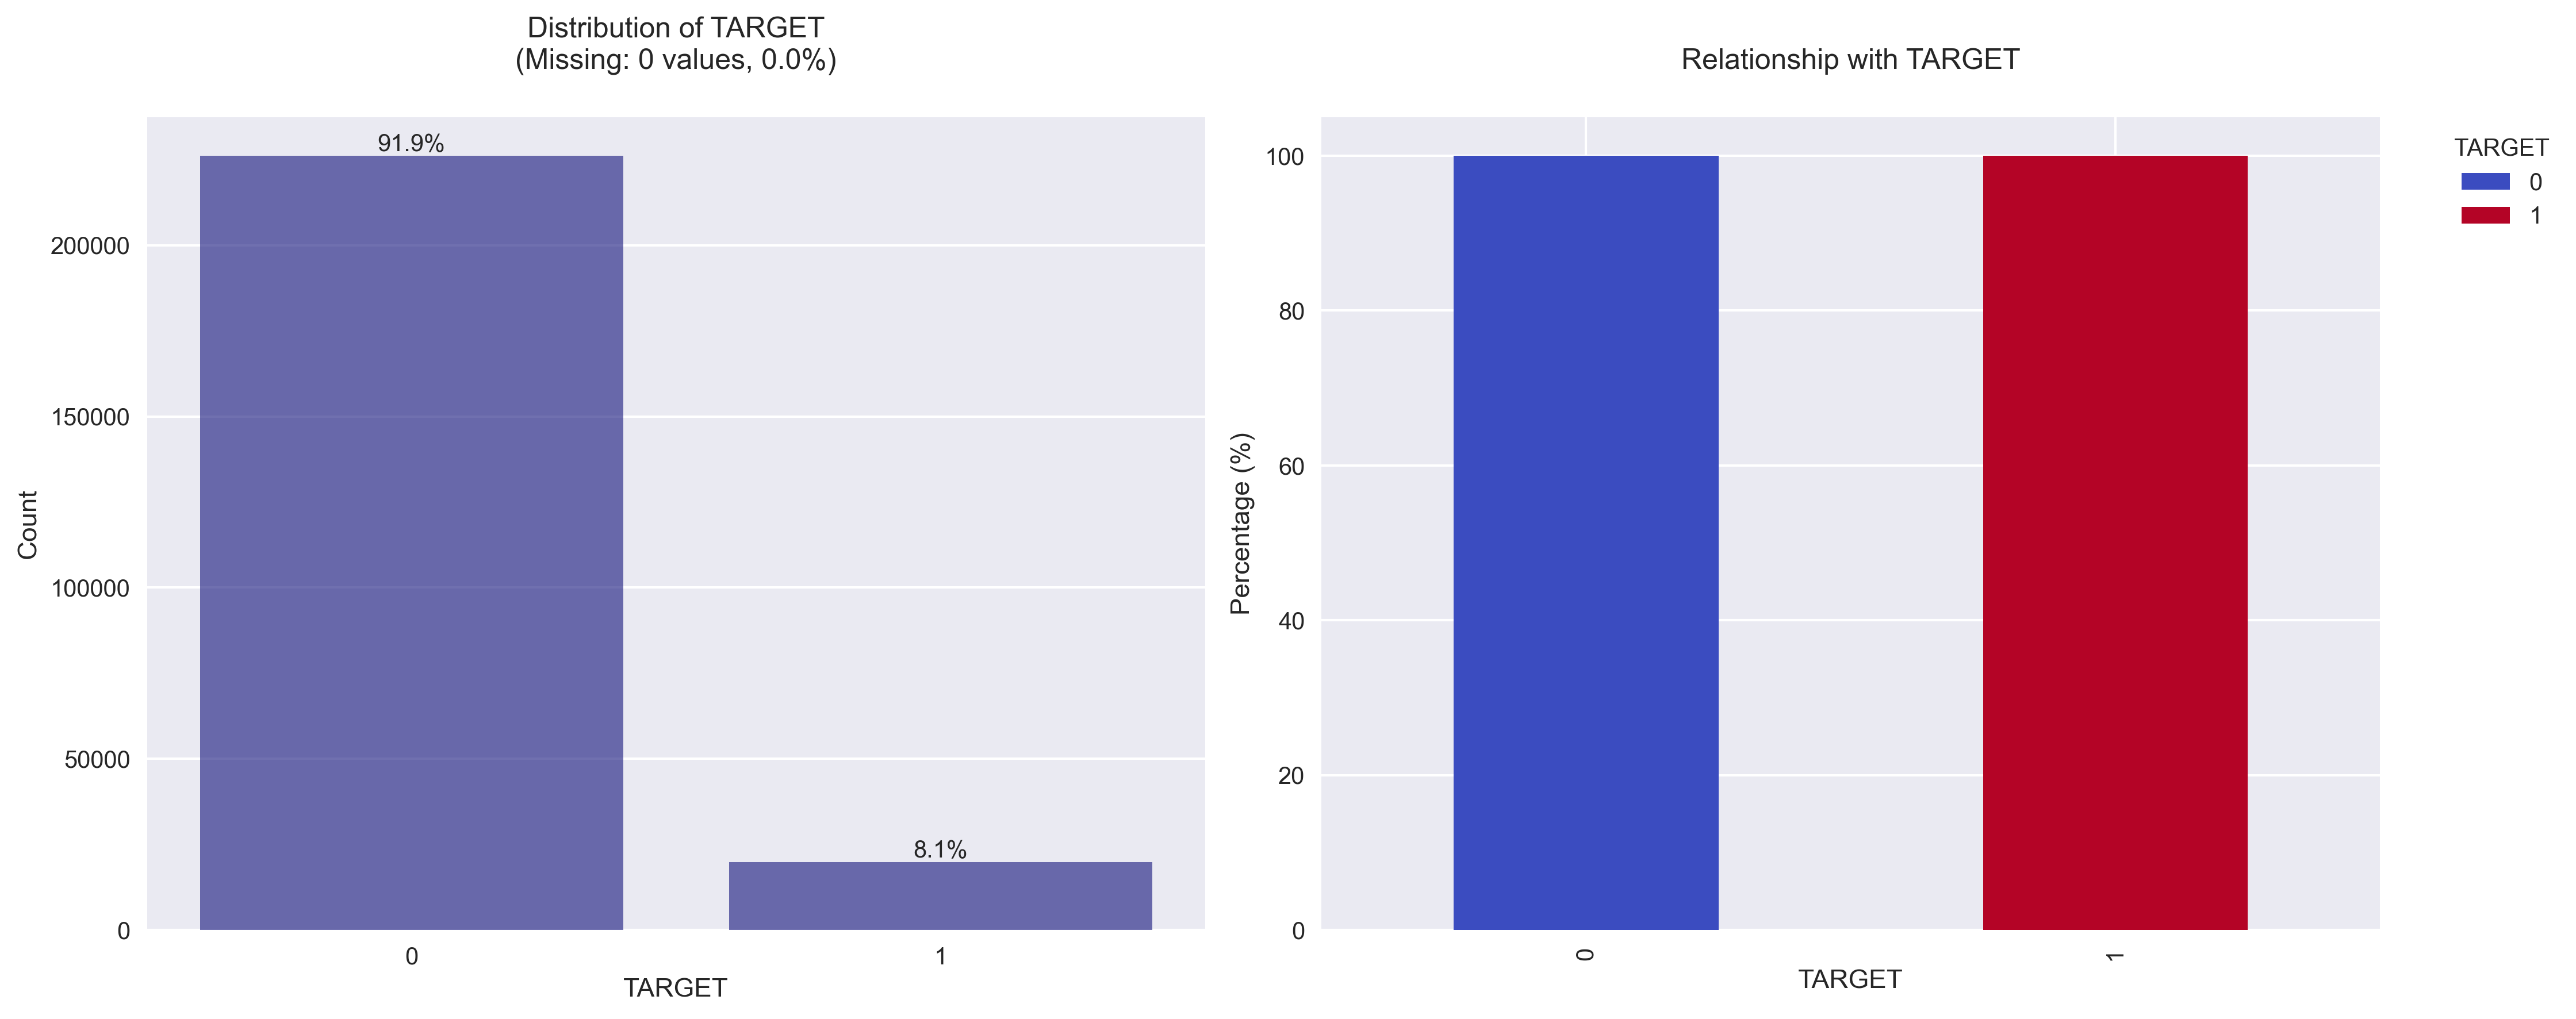 Distribution of TARGET
(Missing: 0 values, 0.0%)
91.9%
8.1%
200000
150000
100000
50000
0
Count
0
1
TARGET
Relationship with TARGET
100
80
60
40
20
0
Percentage (%)
0
1
TARGET
TARGET
0
1